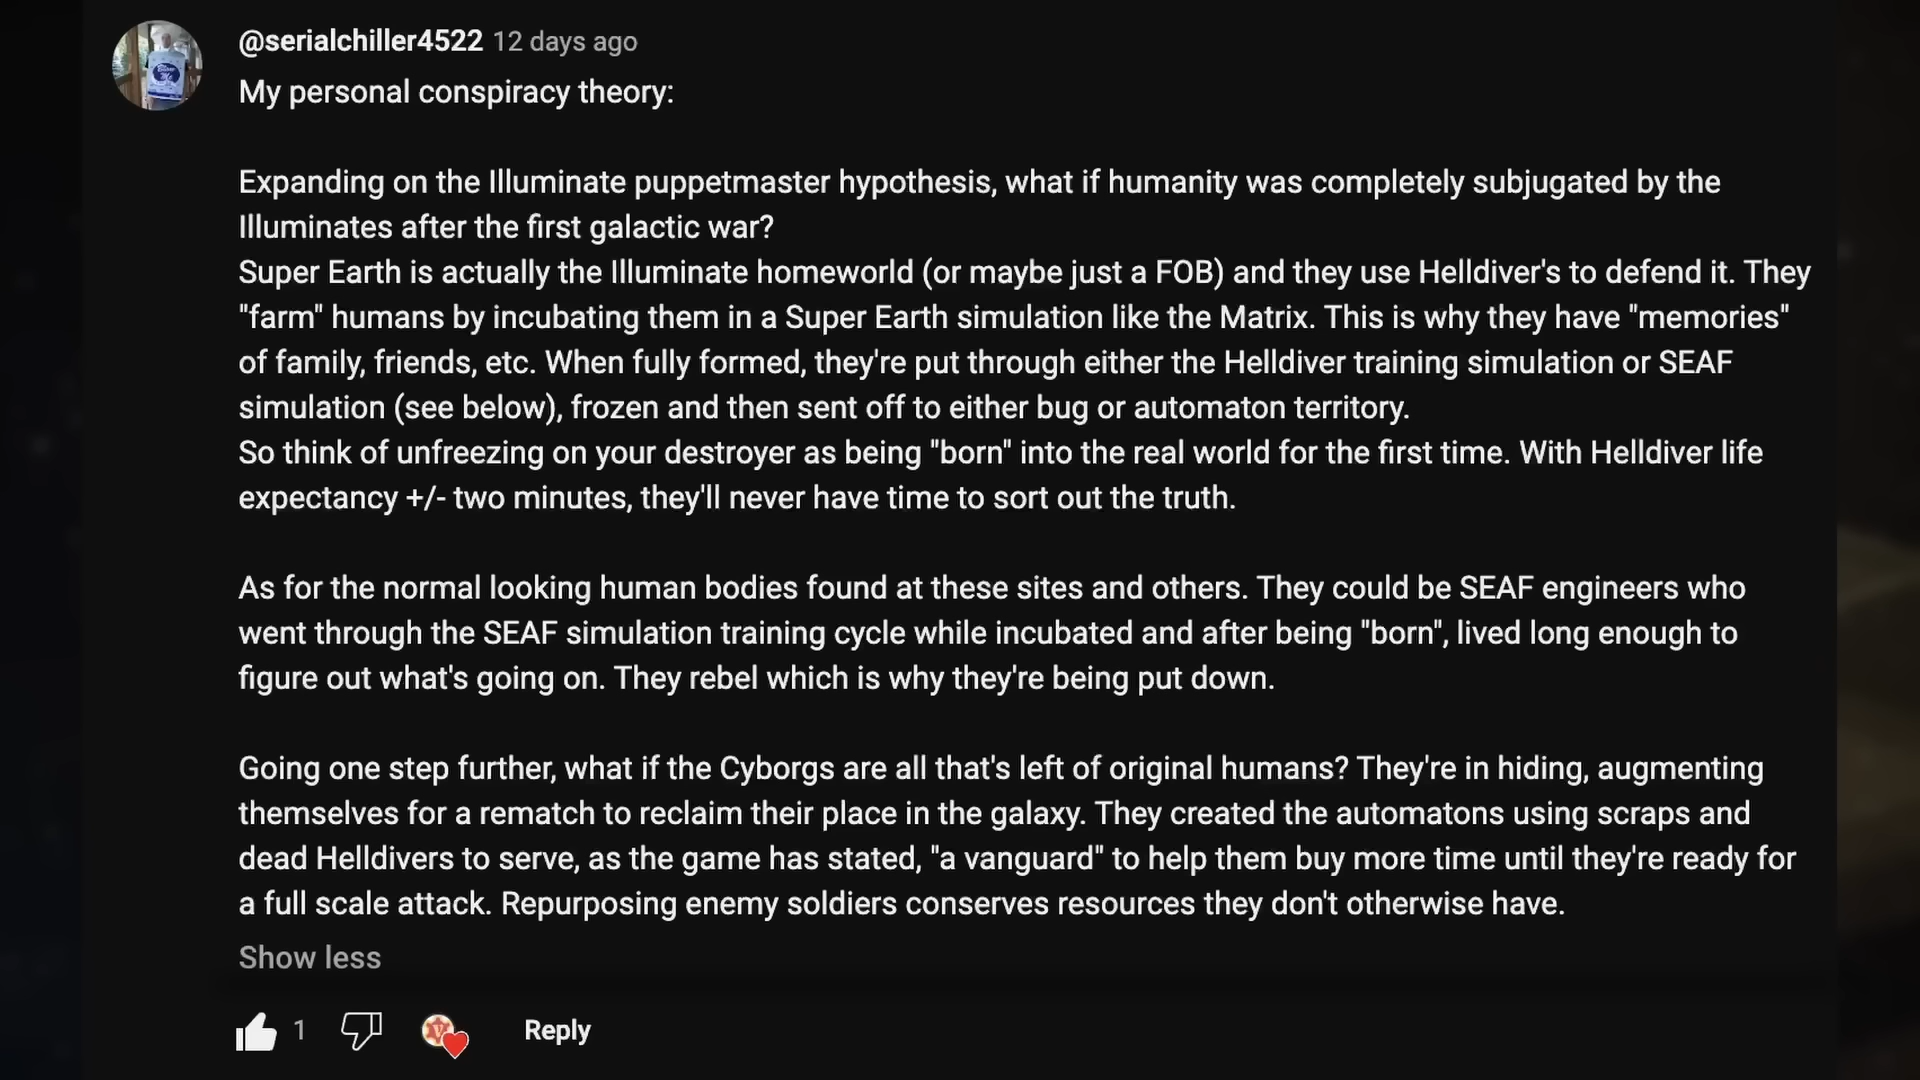 @serialchiller4522 12 days ago
My personal conspiracy theory:
Expanding on the Illuminate puppetmaster hypothesis, what if humanity was completely subjugated by the
Illuminates after the first galactic war?
Super Earth is actually the Illuminate homeworld (or maybe just a FOB) and they use Helldiver's to defend it. They
"farm" humans by incubating them in a Super Earth simulation like the Matrix. This is why they have "memories"
of family, friends, etc. When fully formed, they're put through either the Helldiver training simulation or SEAF
simulation (see below), frozen and then sent off to either bug or automaton territory.
So think of unfreezing on your destroyer as being "born" into the real world for the first time. With Helldiver life
expectancy +/- two minutes, they'll never have time to sort out the truth.
As for the normal looking human bodies found at these sites and others. They could be SEAF engineers who
went through the SEAF simulation training cycle while incubated and after being "born", lived long enough to
figure out what's going on. They rebel which is why they're being put down.
Going one step further, what if the Cyborgs are all that's left of original humans? They're in hiding, augmenting
themselves for a rematch to reclaim their place in the galaxy. They created the automatons using scraps and
dead Helldivers to serve, as the game has stated, "a vanguard" to help them buy more time until they're ready for
a full scale attack. Repurposing enemy soldiers conserves resources they don't otherwise have.
Show less
1
Reply